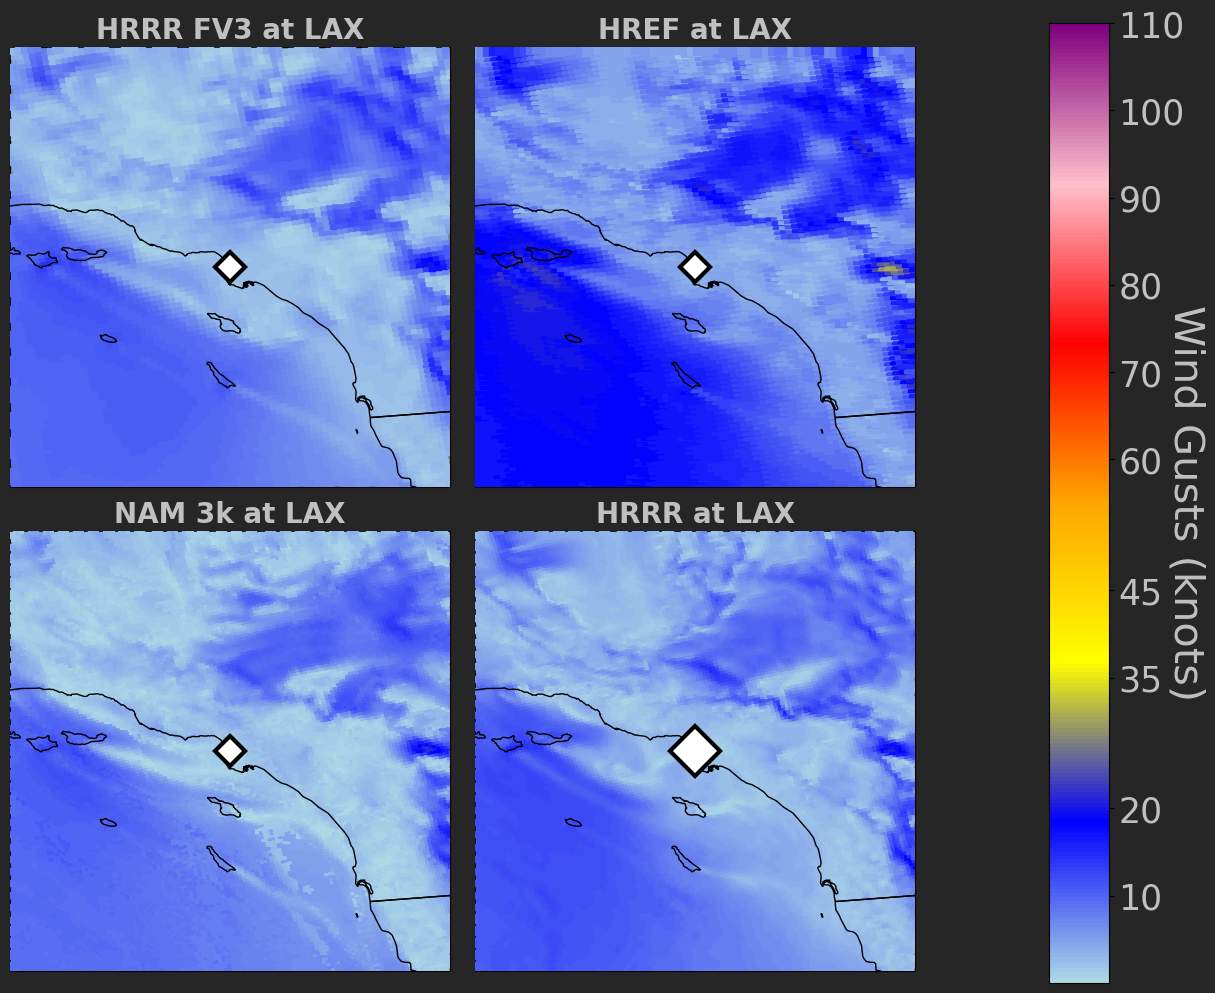 HRRR FV3 at LAX
HREF at LAX
NAM 3k at LAX
HRRR at LAX
110
100
90
80
70
60
45
35
20
10
Wind Gusts (knots)